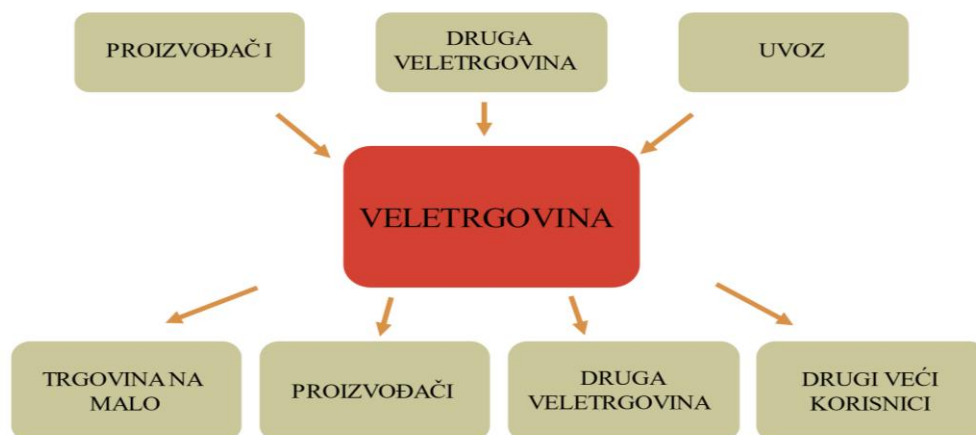 PROIZVOĐAČ I
DRUGA
VELETRGOVINA
UVOZ
VELETRGOVINA
TRGOVINA NA
MALO
PROIZVOĐAČI
DRUGA
VELETRGOVINA
DRUGI VEĆI
KORISNICI